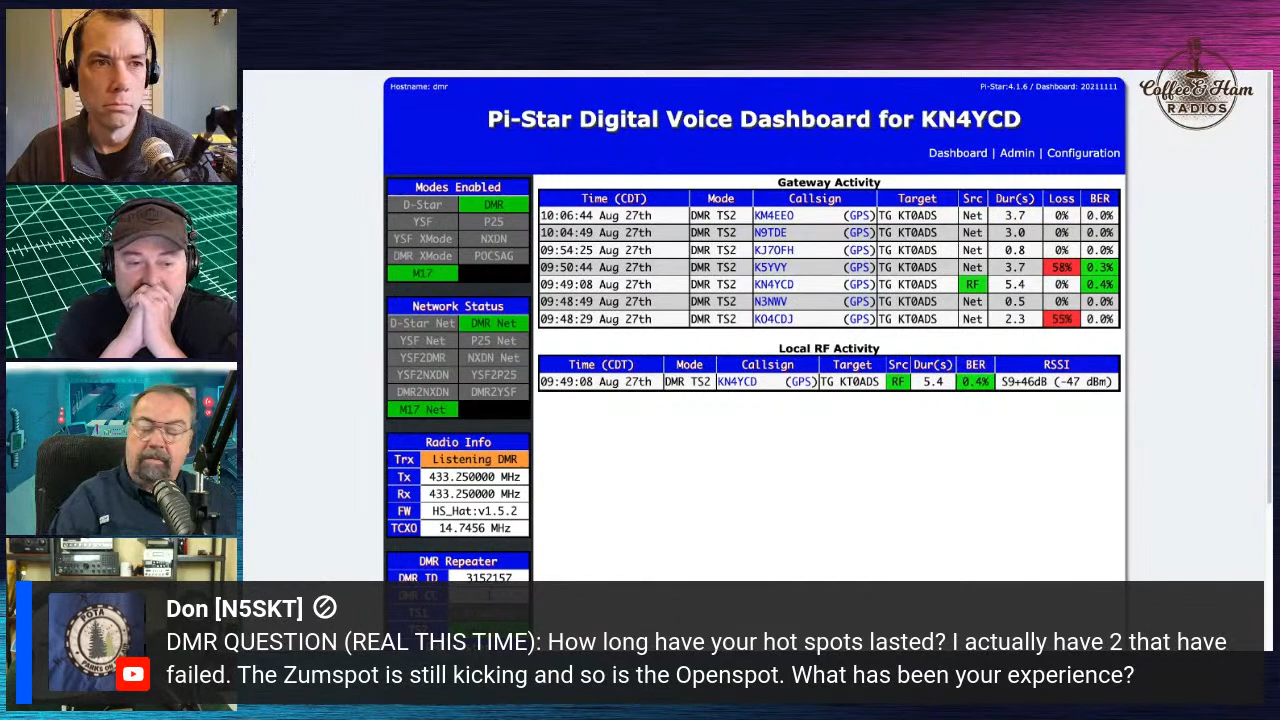 Coffee & Ham
RADIOS
Hostname: dmr
Pi-Star:4.1.6 / Dashboard: 20211111
Pi-Star Digital Voice Dashboard for KN4YCD
Dashboard | Admin | Configuration
Modes Enabled
D-Star DMR
YSF P25
YSF XMode NXDN
DMR XMode POCSAG
M17
Network Status
D-Star Net DMR Net
YSF Net P25 Net
YSF2DMR NXDN Net
YSF2NXDN YSF2P25
DMR2NXDN DMR2YSF
M17 Net
Radio Info
Trx Listening DMR
Tx 433.250000 MHz
Rx 433.250000 MHz
FW HS_Hat:v1.5.2
TCXO 14.7456 MHz
DMR Repeater
DMR ID 3152157
DMR CC
TS1
TS2
Gateway Activity
Time (CDT) Mode Callsign Target Src Dur(s) Loss BER
10:06:44 Aug 27th DMR TS2 KM4EEO (GPS) TG KT0ADS Net 3.7 0% 0.0%
10:04:49 Aug 27th DMR TS2 N9TDE (GPS) TG KT0ADS Net 3.0 0% 0.0%
09:54:25 Aug 27th DMR TS2 KJ7OFH (GPS) TG KT0ADS Net 0.8 0% 0.0%
09:50:44 Aug 27th DMR TS2 K5YVY (GPS) TG KT0ADS Net 3.7 58% 0.3%
09:49:08 Aug 27th DMR TS2 KN4YCD (GPS) TG KT0ADS RF 5.4 0% 0.4%
09:48:49 Aug 27th DMR TS2 N3NWV (GPS) TG KT0ADS Net 0.5 0% 0.0%
09:48:29 Aug 27th DMR TS2 KO4CDJ (GPS) TG KT0ADS Net 2.3 55% 0.0%
Local RF Activity
Time (CDT) Mode Callsign Target Src Dur(s) BER RSSI
09:49:08 Aug 27th DMR TS2 KN4YCD (GPS) TG KT0ADS RF 5.4 0.4% S9+46dB (-47 dBm)
Don [N5SKT]
DMR QUESTION (REAL THIS TIME): How long have your hot spots lasted? I actually have 2 that have
failed. The Zumspot is still kicking and so is the Openspot. What has been your experience?